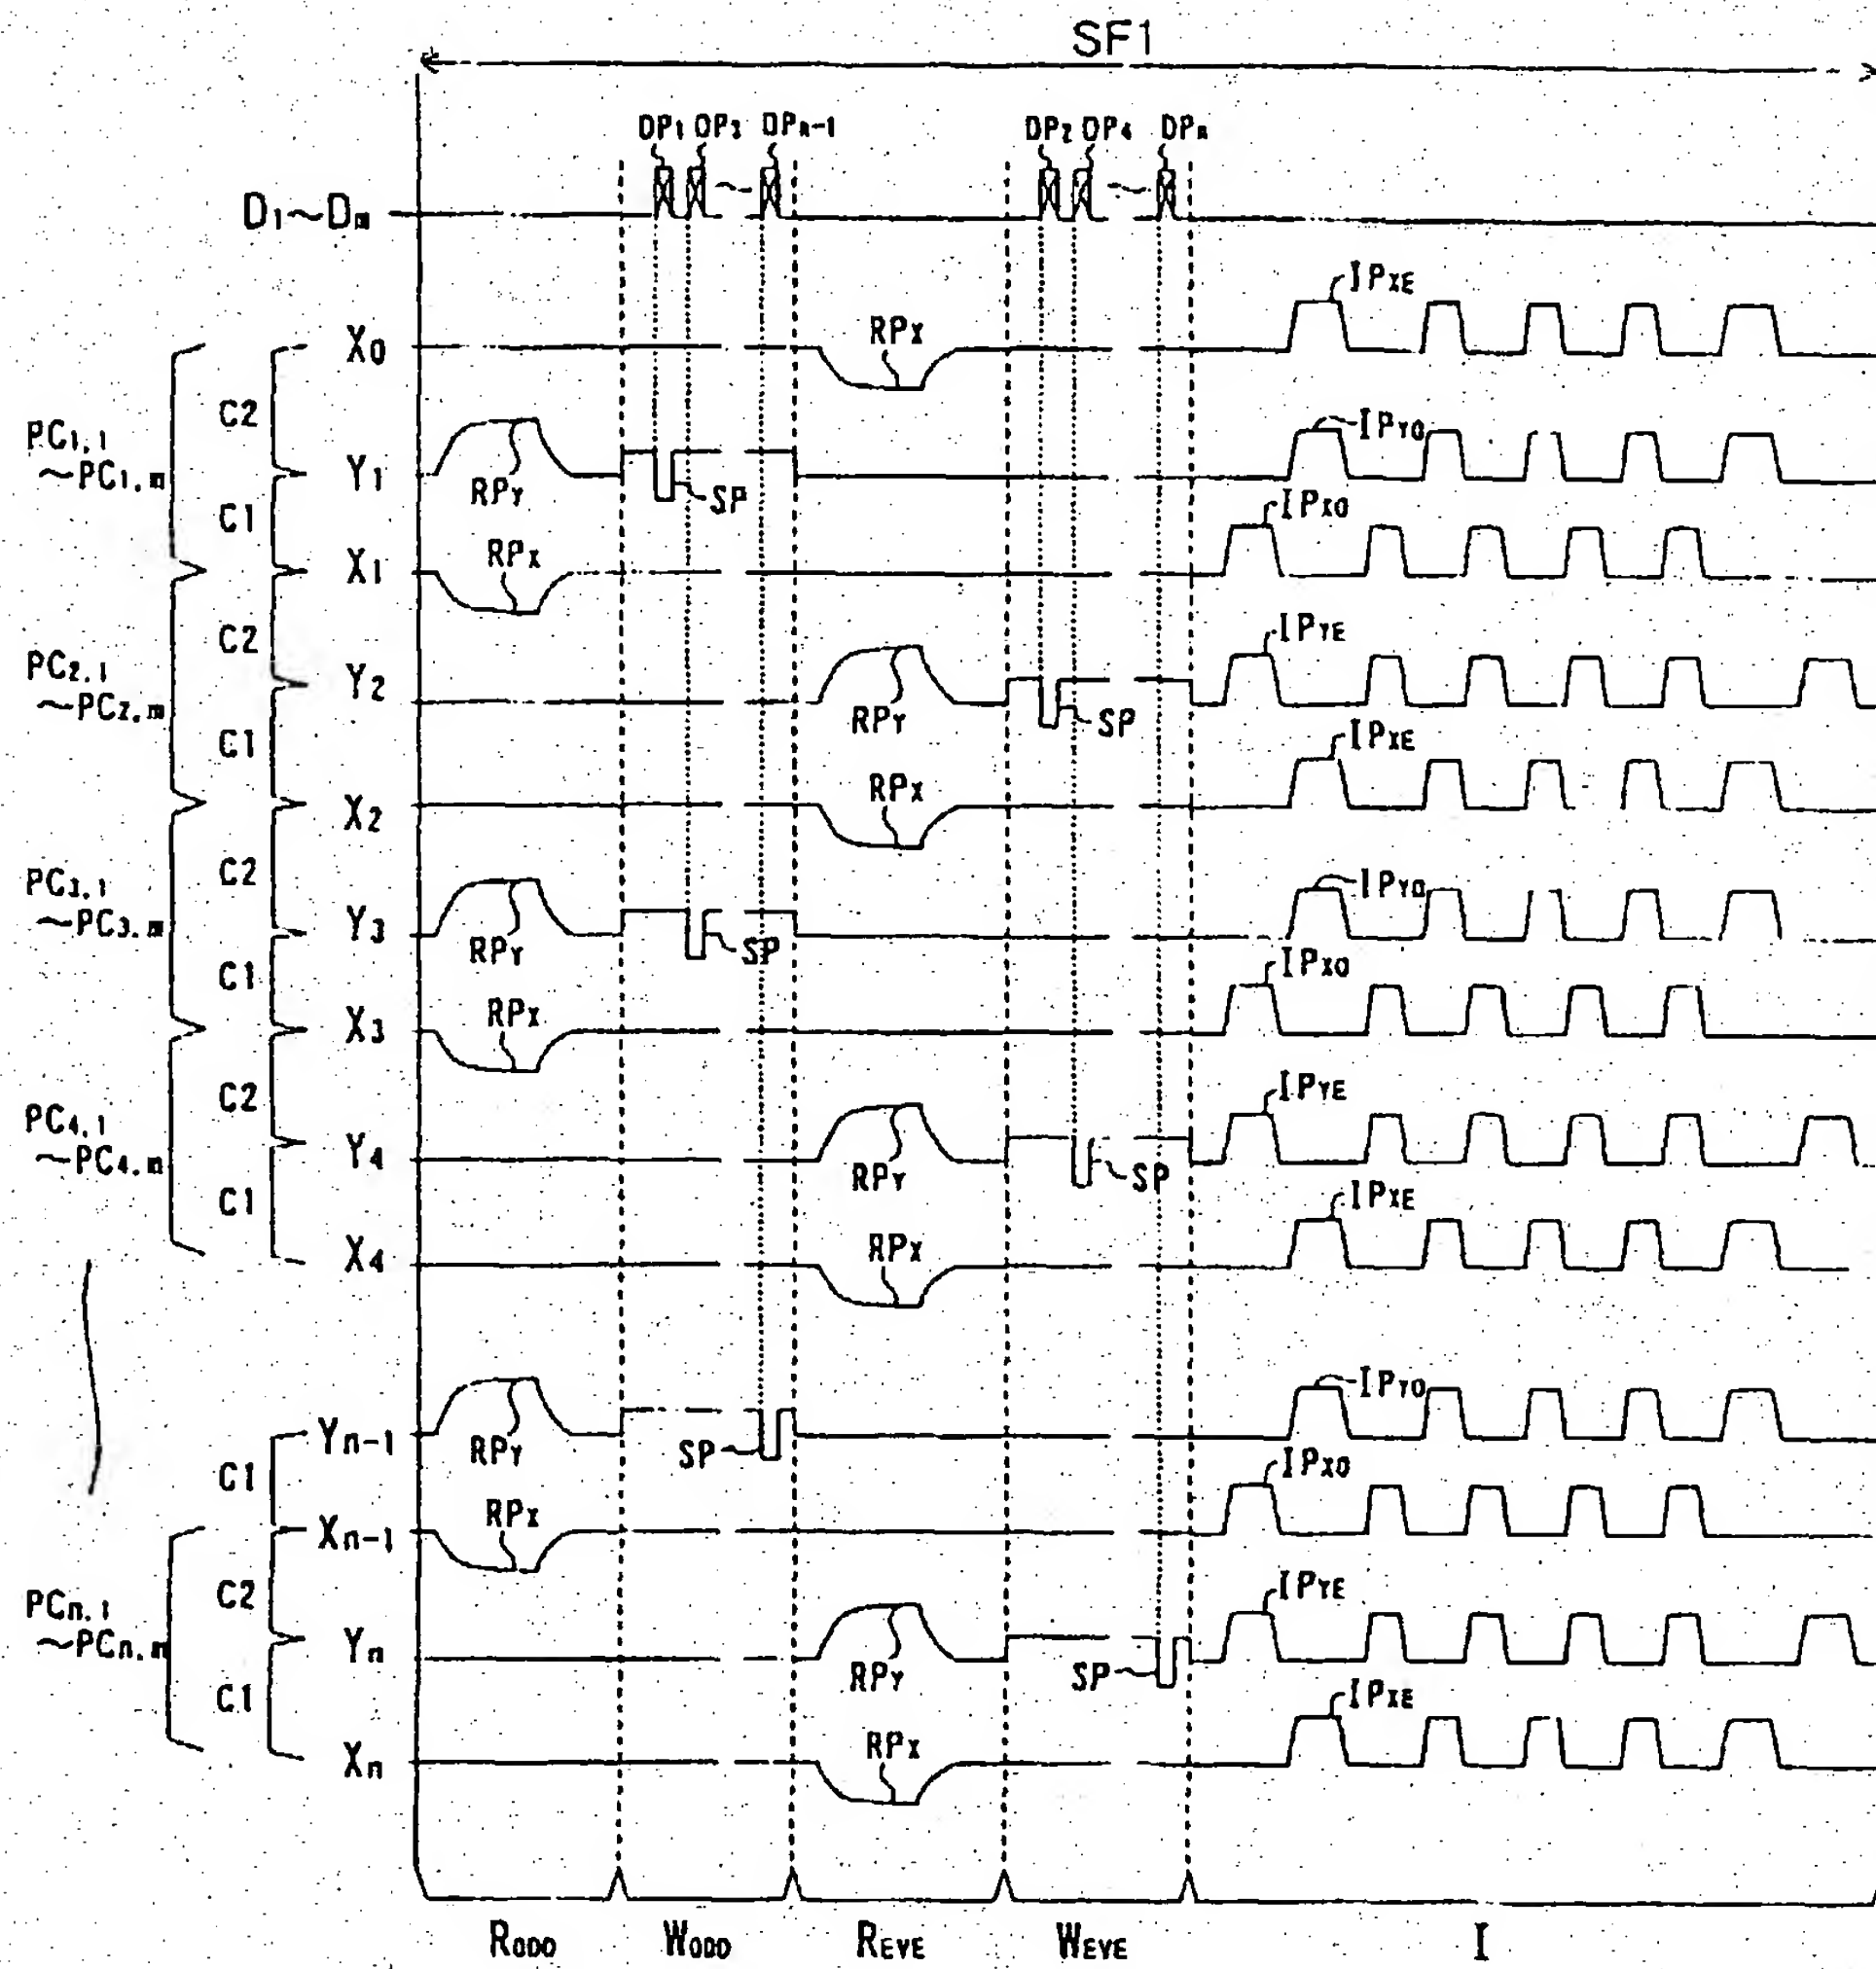 SF1
DP1 DP3 DPn-1 DP2 DP4 DPn
D1~Dm
IPXE
X0 RPX
C2
PC1,1 ~PC1,m
IPYO
Y1 RPY SP
C1
IPXO
X1 RPX
C2
PC2,1 ~PC2,m
IPYE
Y2 RPY SP
C1
IPXE
X2 RPX
C2
PC3,1 ~PC3,m
IPYO
Y3 RPY SP
C1
IPXO
X3 RPX
C2
PC4,1 ~PC4,m
IPYE
Y4 RPY SP
C1
IPXE
X4 RPX
IPYO
Yn-1 RPY SP
C1
IPXO
Xn-1 RPX
C2
PCn,1 ~PCn,m
IPYE
Yn RPY SP
C1
IPXE
Xn RPX
RODD WODD REVE WEVE I